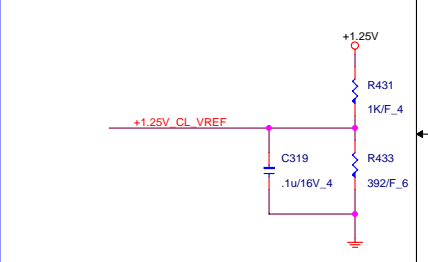 +1.25V
R431
1K/F_4
+1.25V_CL_VREF
C319
.1u/16V_4
R433
392/F_6